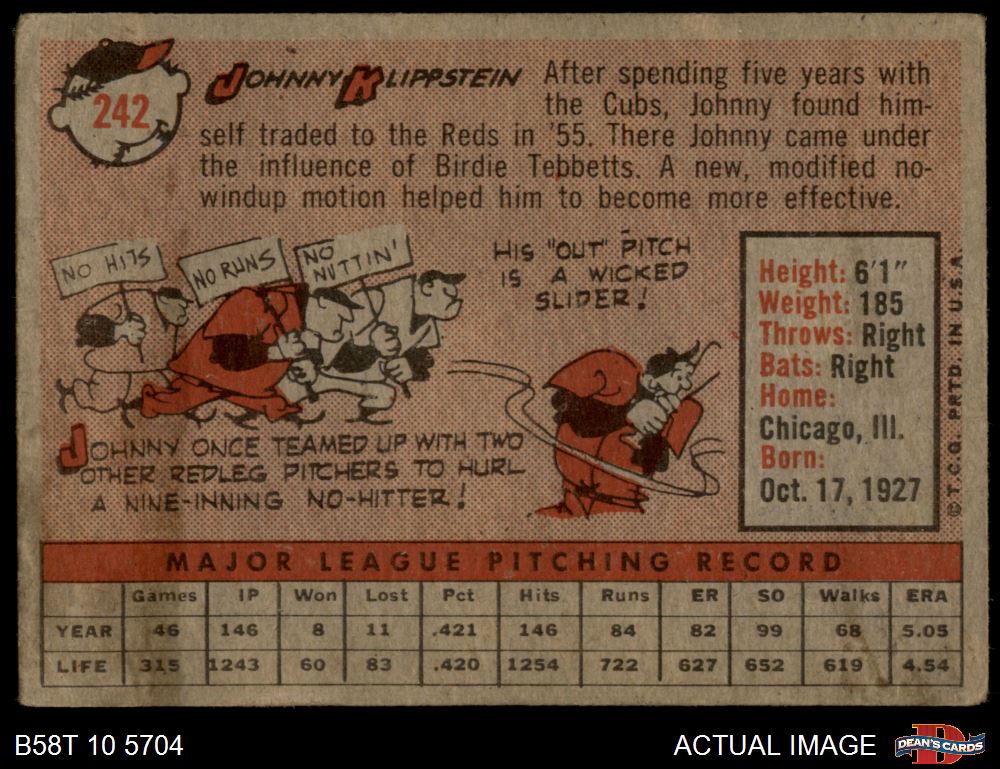 242
JOHNNY KLIPPSTEIN
After spending five years with
the Cubs, Johnny found him-
self traded to the Reds in '55. There Johnny came under
the influence of Birdie Tebbetts. A new, modified no-
windup motion helped him to become more effective.
NO HITS
NO RUNS
NO
NUTTIN'
HIS "OUT" PITCH
IS A WICKED
SLIDER!
JOHNNY ONCE TEAMED UP WITH TWO
OTHER REDLEG PITCHERS TO HURL
A NINE-INNING NO-HITTER!
Height: 6'1"
Weight: 185
Throws: Right
Bats: Right
Home:
Chicago, Ill.
Born:
Oct. 17, 1927
© T.C.G. PRTD. IN U.S.A.
MAJOR LEAGUE PITCHING RECORD
Games IP Won Lost Pct Hits Runs ER SO Walks ERA
YEAR 46 146 8 11 .421 146 84 82 99 68 5.05
LIFE 315 1243 60 83 .420 1254 722 627 652 619 4.54
B58T 10 5704
ACTUAL IMAGE
D
DEAN'S CARDS